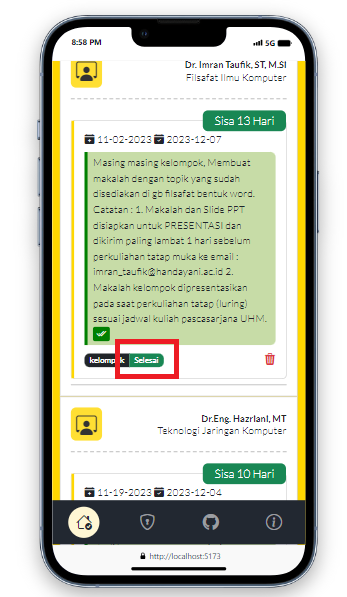 8:58 PM
5G
Dr. Imran Taufik, ST, M.SI
Filsafat Ilmu Komputer
Sisa 13 Hari
11-02-2023 2023-12-07
Masing masing kelompok, Membuat
makalah dengan topik yang sudah
disediakan di gb filsafat bentuk word.
Catatan : 1. Makalah dan Slide PPT
disiapkan untuk PRESENTASI dan
dikirim paling lambat 1 hari sebelum
perkuliahan tatap muka ke email :
imran_taufik@handayani.ac.id 2.
Makalah kelompok dipresentasikan
pada saat perkuliahan tatap (luring)
sesuai jadwal kuliah pascasarjana UHM.
kelompok Selesai
Dr.Eng. Hazriani, MT
Teknologi Jaringan Komputer
Sisa 10 Hari
11-19-2023 2023-12-04
http://localhost:5173